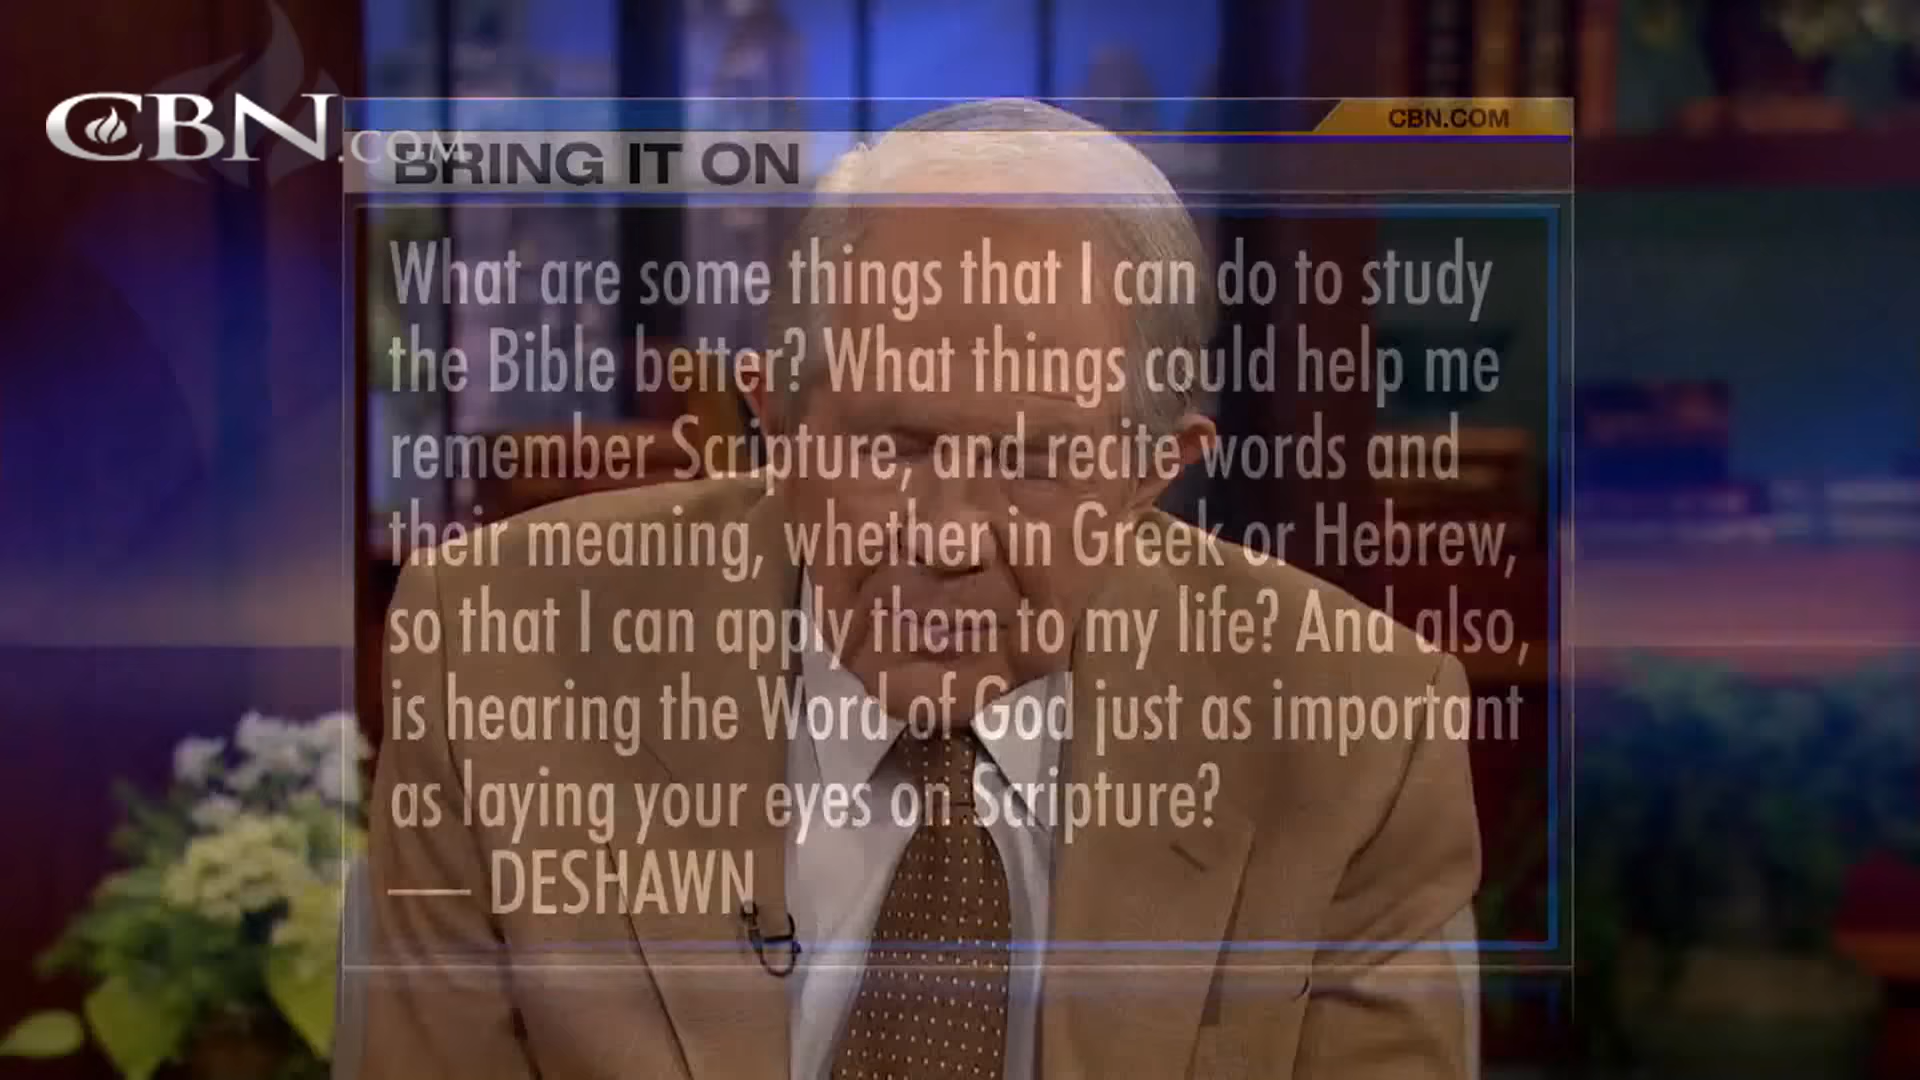 CBN.COM
CBN.COM
BRING IT ON
What are some things that I can do to study
the Bible better? What things could help me
remember Scripture, and recite words and
their meaning, whether in Greek or Hebrew,
so that I can apply them to my life? And also,
is hearing the Word of God just as important
as laying your eyes on Scripture?
— DESHAWN